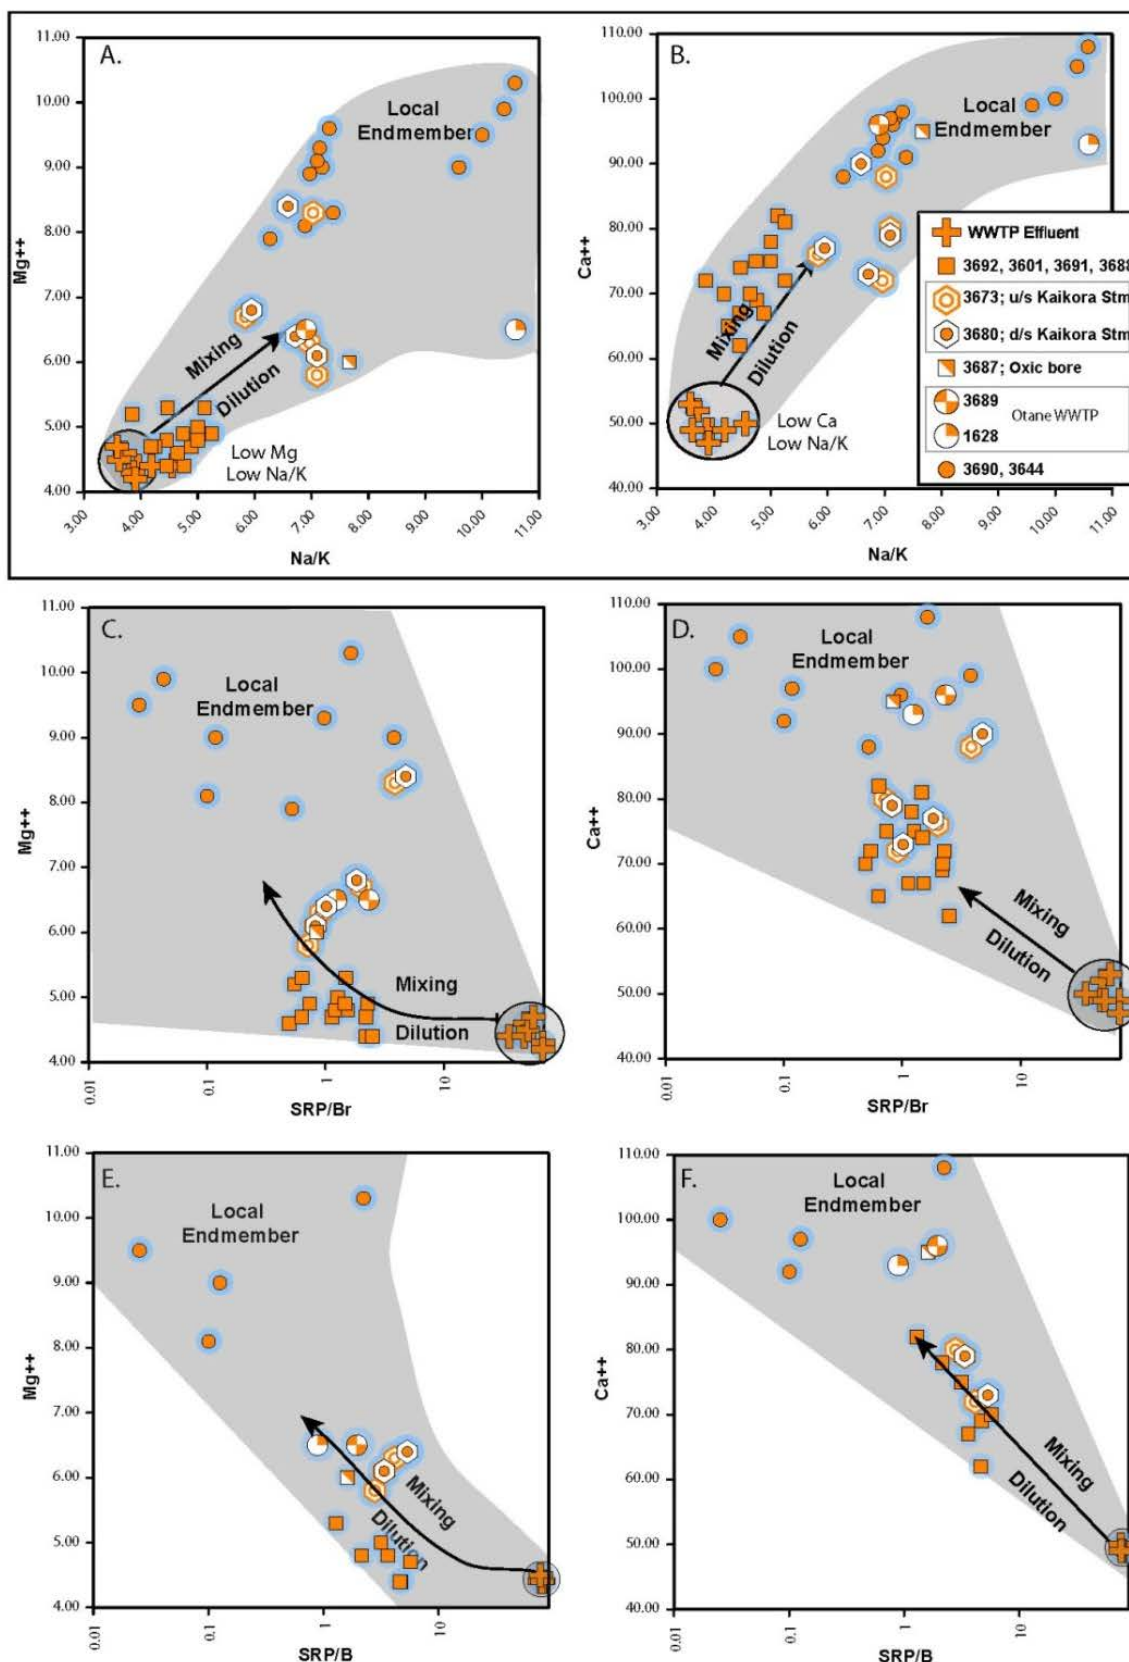 A.
11.00
10.00
9.00
8.00
7.00
6.00
5.00
4.00
Mg++
Local
Endmember
Mixing
Dilution
Low Mg
Low Na/K
3.00
4.00
5.00
6.00
7.00
8.00
9.00
10.00
11.00
Na/K
B.
110.00
100.00
90.00
80.00
70.00
60.00
50.00
40.00
Ca++
Local
Endmember
Mixing
Dilution
Low Ca
Low Na/K
3.00
4.00
5.00
6.00
7.00
8.00
9.00
10.00
11.00
Na/K
WWTP Effluent
3692, 3601, 3691, 3688
3673; u/s Kaikora Stm
3680; d/s Kaikora Stm
3687; Oxic bore
3689
Otane WWTP
1628
3690, 3644
C.
11.00
10.00
9.00
8.00
7.00
6.00
5.00
4.00
Mg++
Local
Endmember
Mixing
Dilution
0.01
0.1
1
10
SRP/Br
D.
110.00
100.00
90.00
80.00
70.00
60.00
50.00
40.00
Ca++
Local
Endmember
Mixing
Dilution
0.01
0.1
1
10
SRP/Br
E.
11.00
10.00
9.00
8.00
7.00
6.00
5.00
4.00
Mg++
Local
Endmember
Mixing
Dilution
0.01
0.1
1
10
SRP/B
F.
110.00
100.00
90.00
80.00
70.00
60.00
50.00
40.00
Ca++
Local
Endmember
Mixing
Dilution
0.01
0.1
1
10
SRP/B